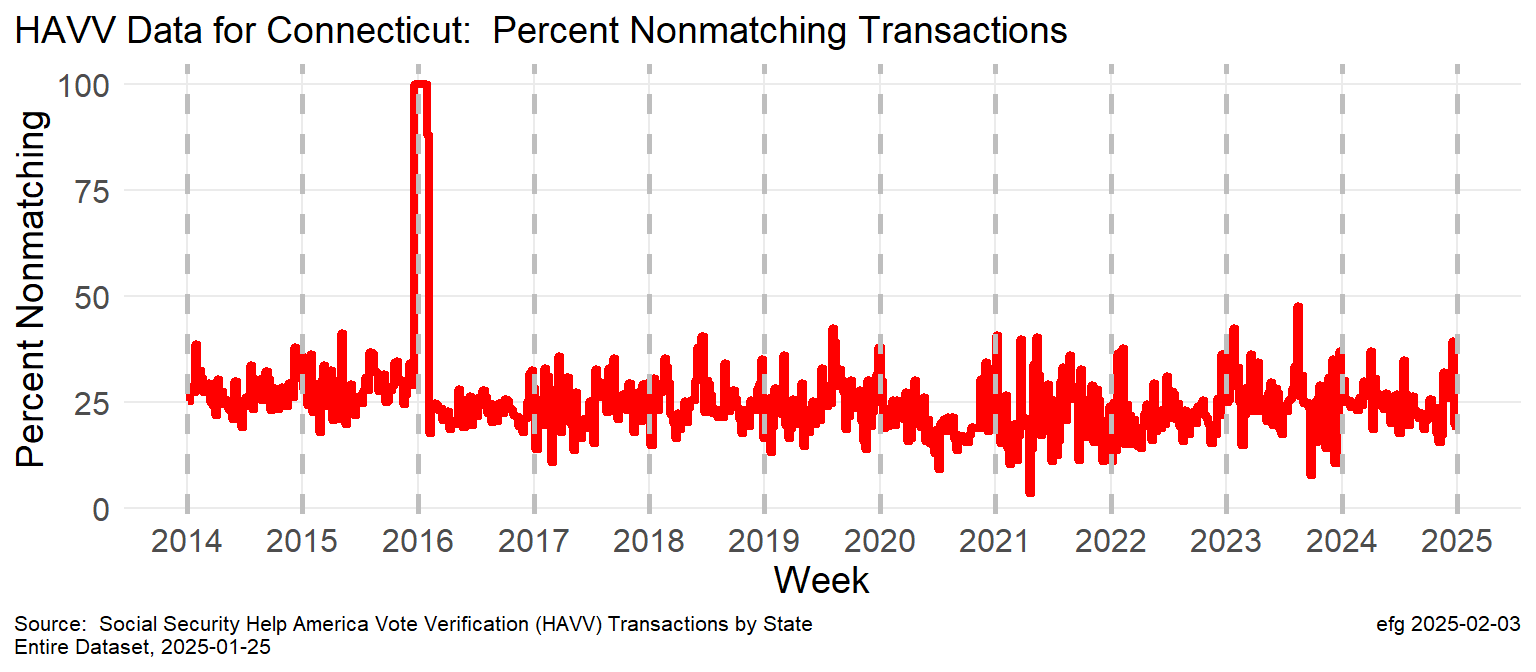 HAVV Data for Connecticut:  Percent Nonmatching Transactions
Percent Nonmatching
100
75
50
25
0
2014 2015 2016 2017 2018 2019 2020 2021 2022 2023 2024 2025
Week
Source:  Social Security Help America Vote Verification (HAVV) Transactions by State
Entire Dataset, 2025-01-25
efg 2025-02-03